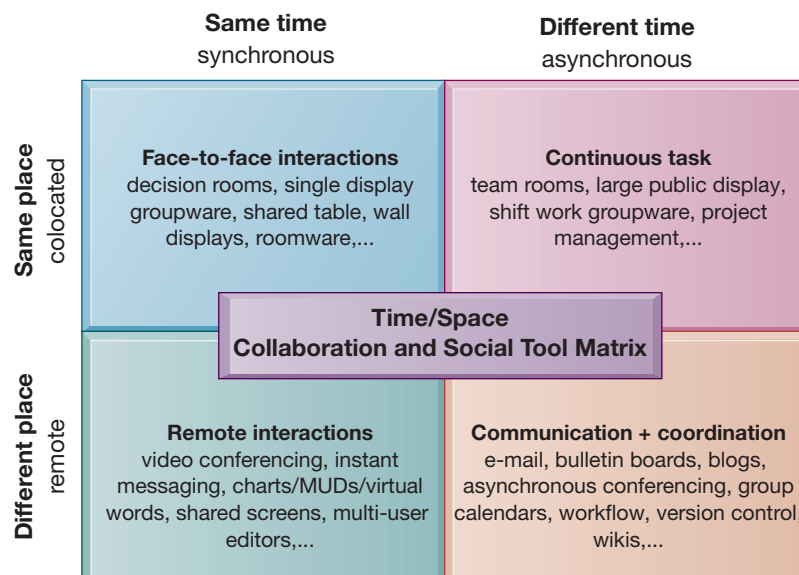 Same time
synchronous
Different time
asynchronous
Same place
colocated
Face-to-face interactions
decision rooms, single display
groupware, shared table, wall
displays, roomware,...
Continuous task
team rooms, large public display,
shift work groupware, project
management,...
Time/Space
Collaboration and Social Tool Matrix
Different place
remote
Remote interactions
video conferencing, instant
messaging, charts/MUDs/virtual
words, shared screens, multi-user
editors,...
Communication + coordination
e-mail, bulletin boards, blogs,
asynchronous conferencing, group
calendars, workflow, version control,
wikis,...